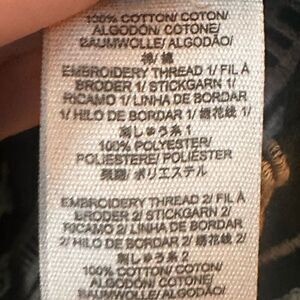 100% COTTON/ COTON/
ALGODÓN/ COTONE/
BAUMWOLLE/ ALGODÃO/
棉/ 綿
EMBROIDERY THREAD 1/ FIL À
BRODER 1/ STICKGARN 1/
RICAMO 1/ LINHA DE BORDAR
1/ HILO DE BORDAR 1/ 绣花线 1/
刺しゅう糸 1
100% POLYESTER/
POLIESTERE/ POLIÉSTER
聚酯/ ポリエステル
EMBROIDERY THREAD 2/ FIL À
BRODER 2/ STICKGARN 2/
RICAMO 2/ LINHA DE BORDAR
2/ HILO DE BORDAR 2/ 绣花线 2/
刺しゅう糸 2
100% COTTON/ COTON/
ALGODÓN/ COTONE/
BAUMWOLLE/ ALGODÃO/